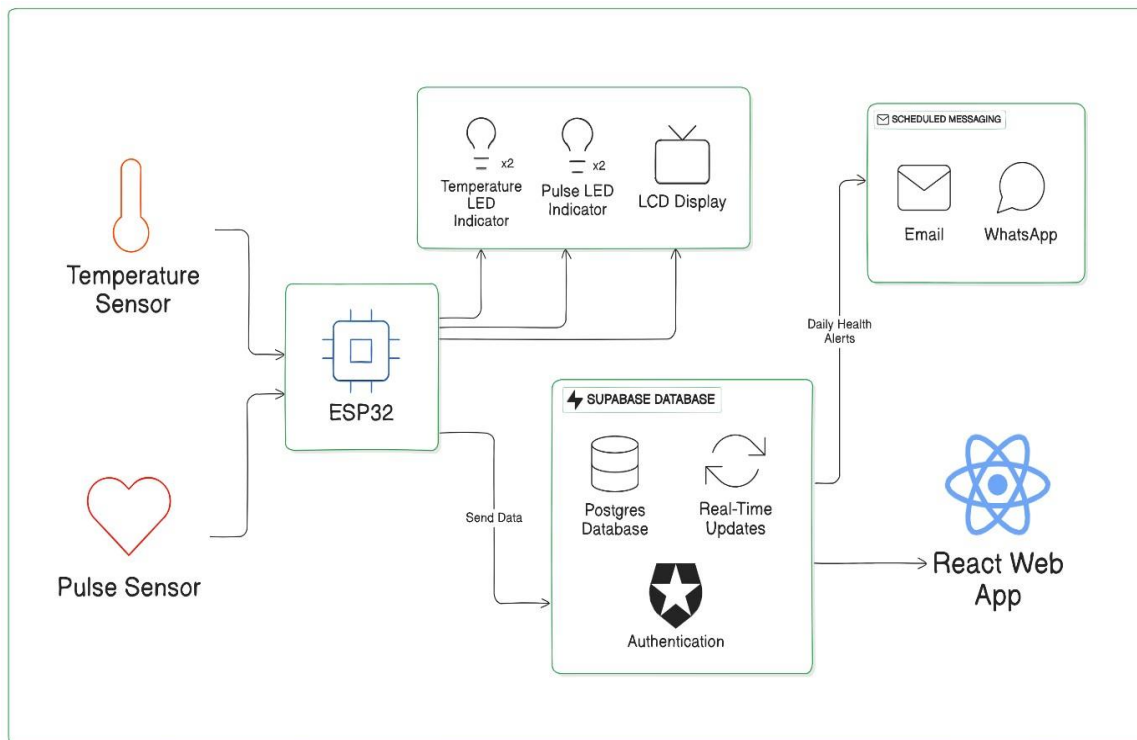 x2
Temperature
LED
Indicator
x2
Pulse LED
Indicator
LCD Display
SCHEDULED MESSAGING
Email
WhatsApp
Temperature
Sensor
ESP32
Daily Health
Alerts
SUPABASE DATABASE
Postgres
Database
Real-Time
Updates
Authentication
Send Data
Pulse Sensor
React Web
App